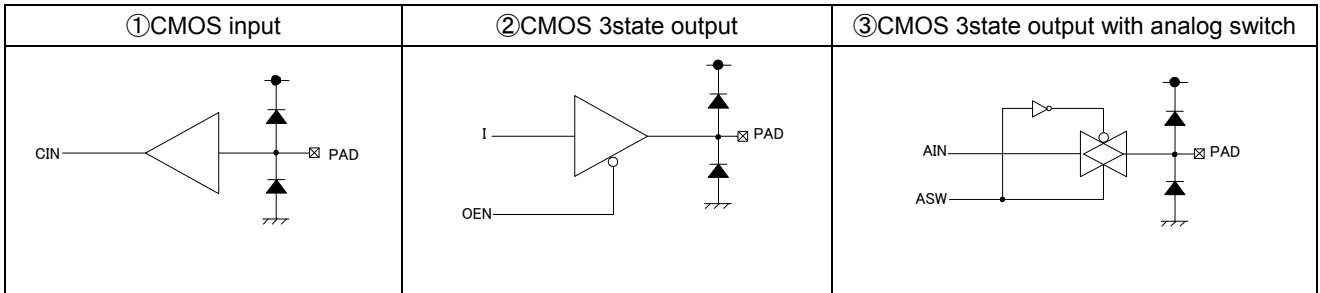 ①CMOS input
②CMOS 3state output
③CMOS 3state output with analog switch
CIN
PAD
I
PAD
OEN
AIN
PAD
ASW